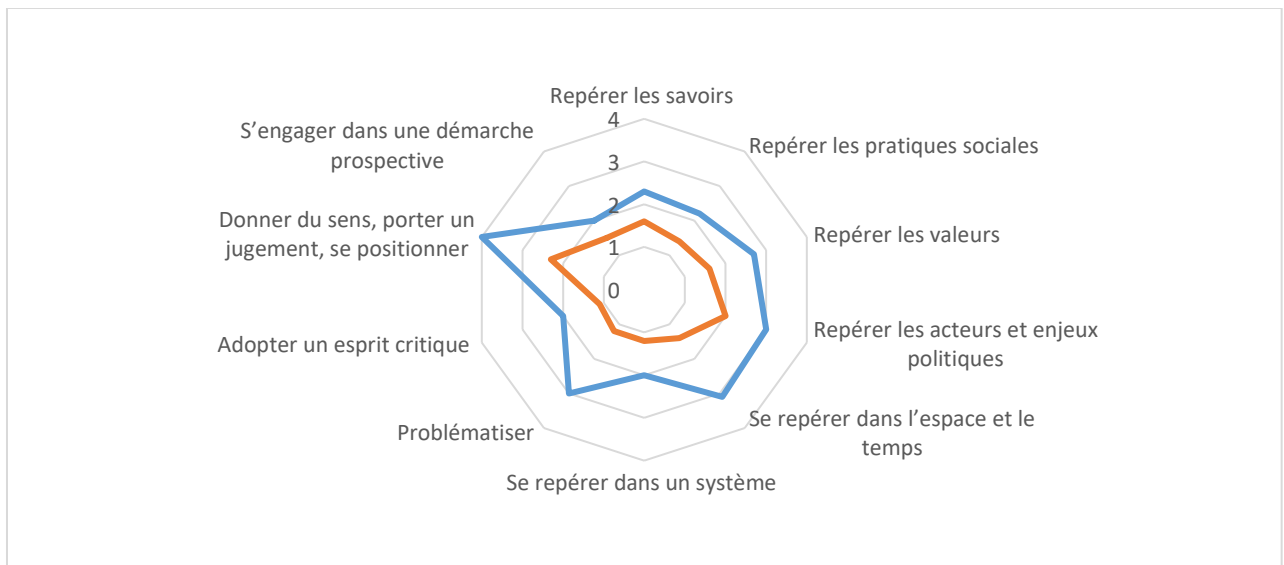 Repérer les savoirs
S’engager dans une démarche
prospective
Repérer les pratiques sociales
Donner du sens, porter un
jugement, se positionner
Repérer les valeurs
Adopter un esprit critique
Repérer les acteurs et enjeux
politiques
Problématiser
Se repérer dans l’espace et le
temps
Se repérer dans un système
4
3
2
1
0